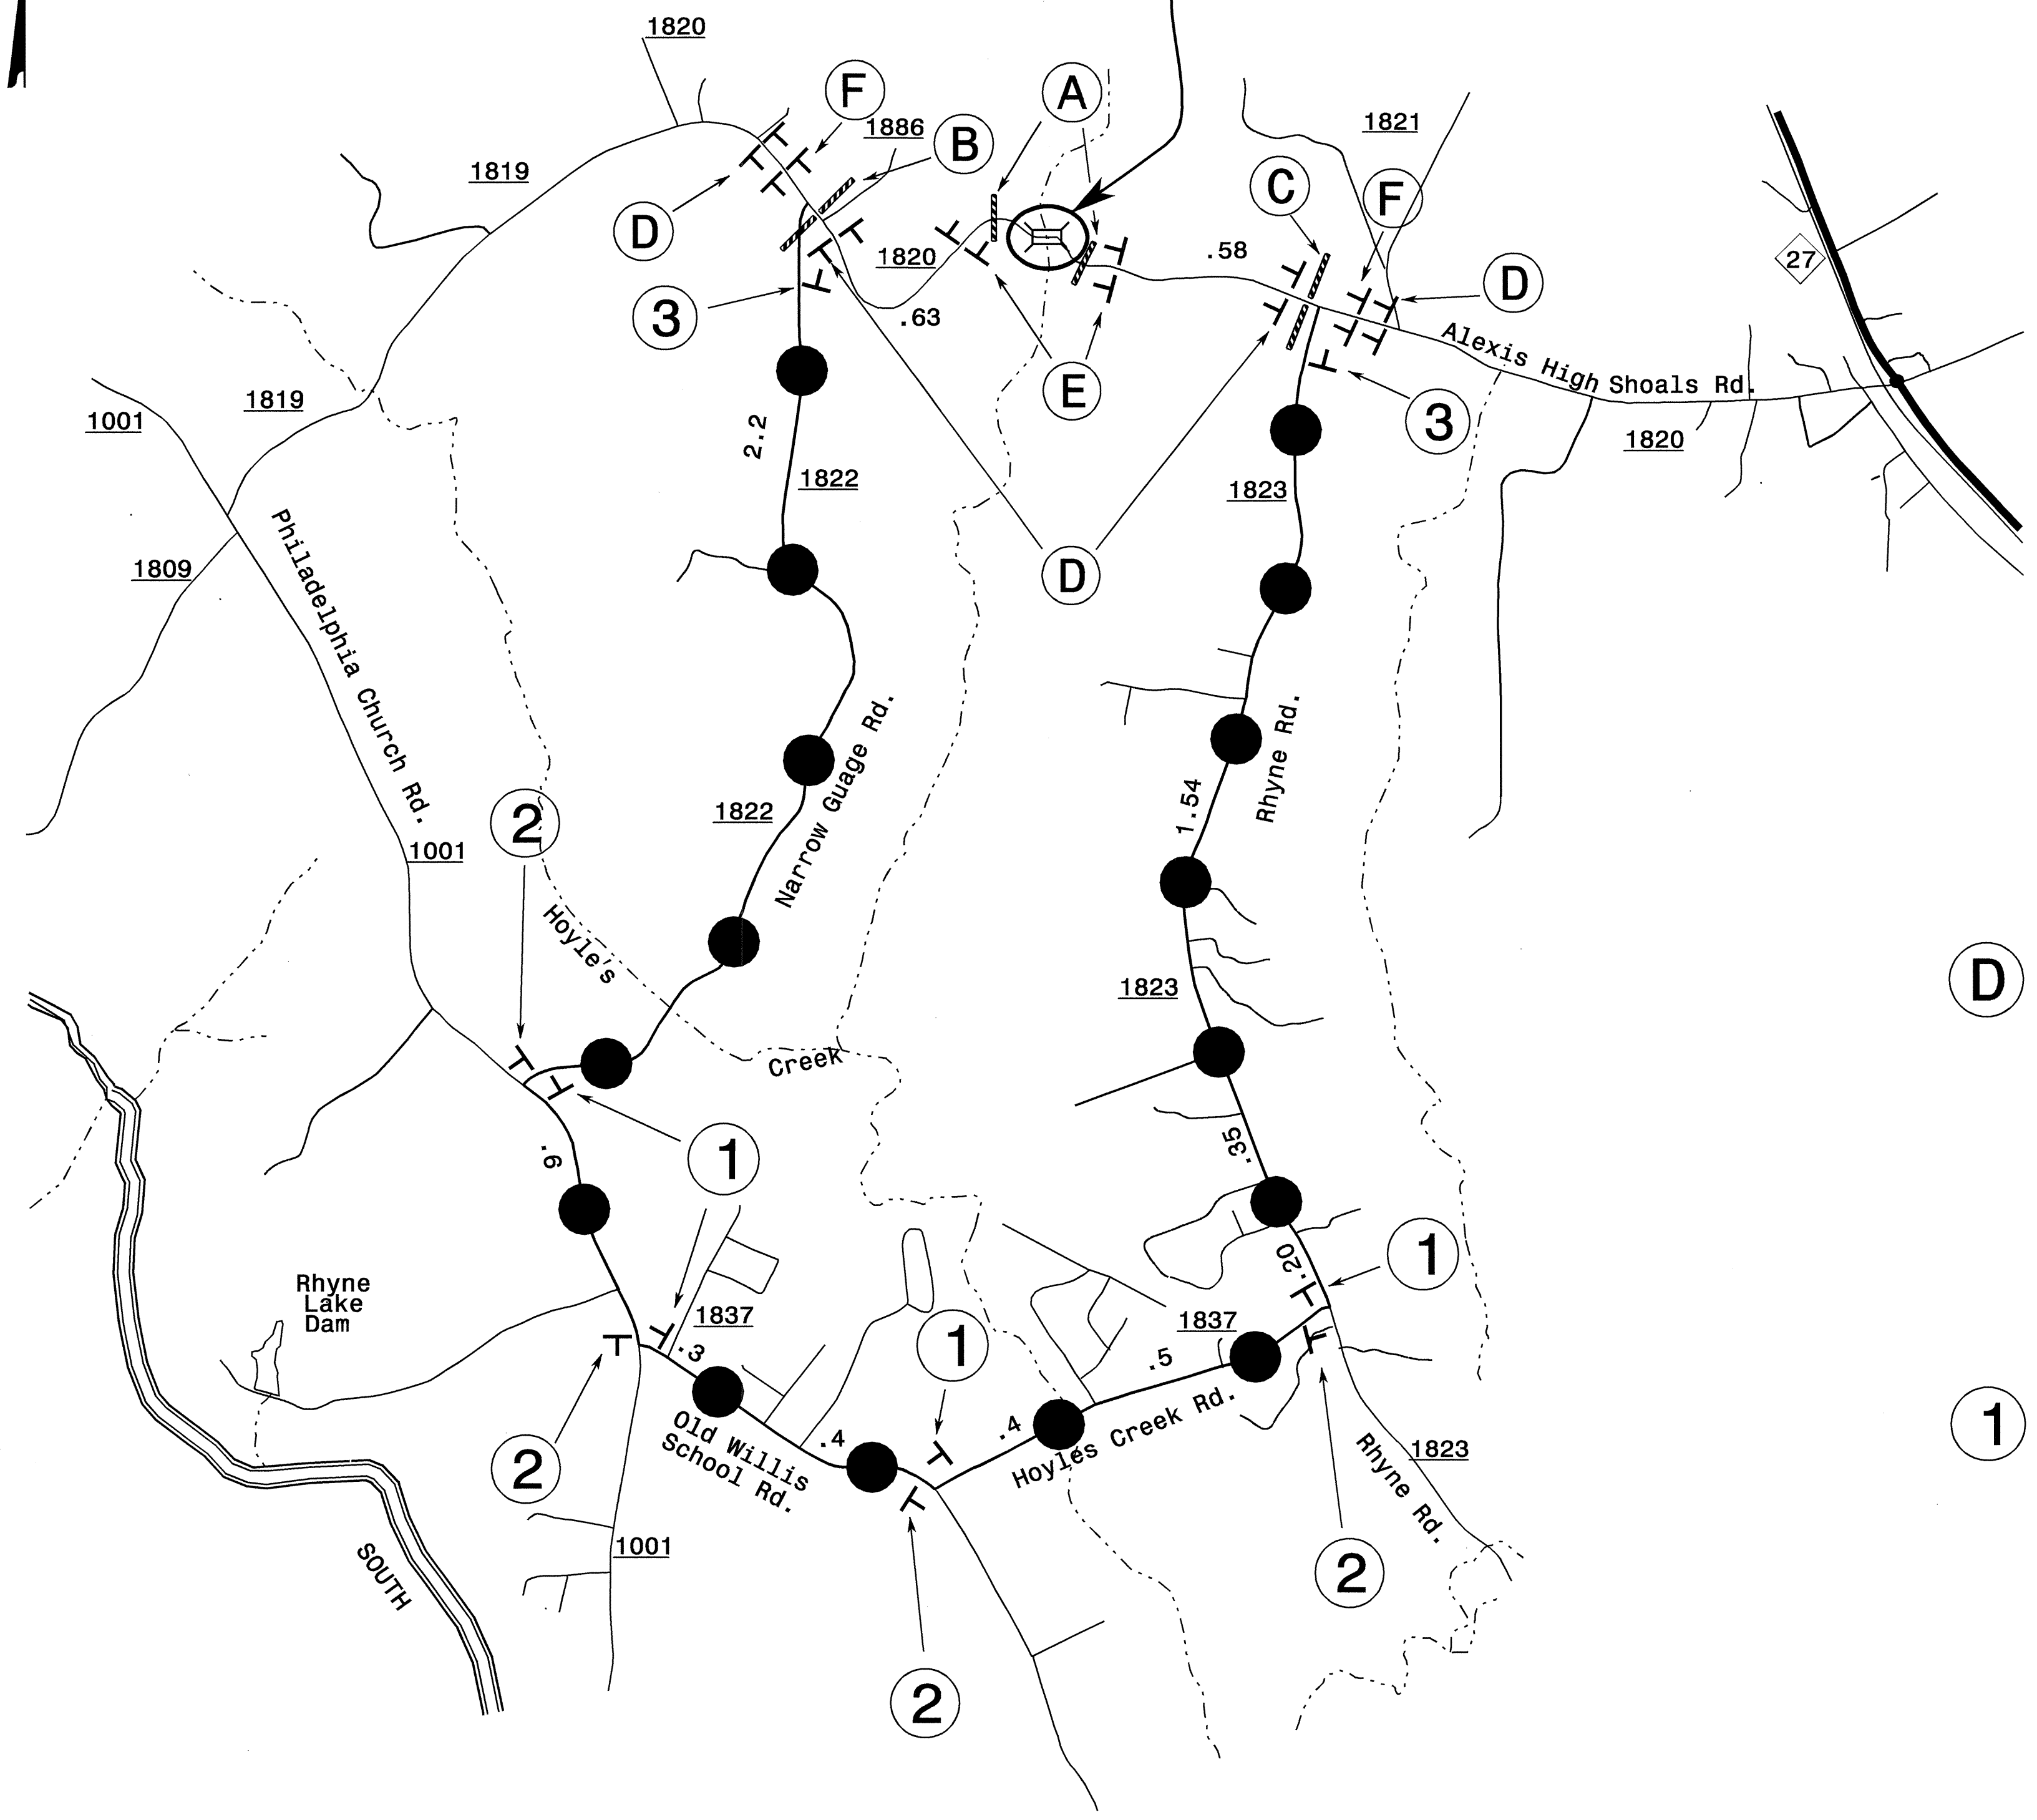 1820
F
A
1886
B
1821
1819
C
F
D
27
1820
.58
D
3
.63
Alexis High Shoals Rd.
E
1819
1001
3
1820
2.2
1822
1823
Philadelphia Church Rd.
1809
D
Narrow Guage Rd.
Rhyne Rd.
1.54
2
1822
1001
Hoyle's
Creek
1823
D
.9
1
.35
1
.20
Rhyne
Lake
Dam
1837
.3
1
1837
.5
.4
.4
Old Willis
School Rd.
Hoyles Creek Rd.
1
2
Rhyne Rd.
1823
1001
SOUTH
2
2